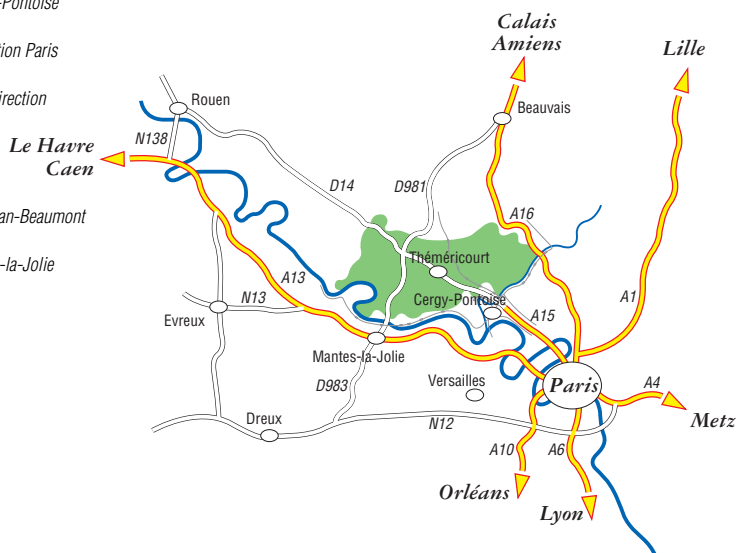 -Pontoise
Calais
Amiens
Lille
tion Paris
irection
Rouen
Beauvais
N138
Le Havre
Caen
D14
D981
an-Beaumont
A16
Théméricourt
-la-Jolie
A13
N13
Cergy-Pontoise
A15
A1
Evreux
Mantes-la-Jolie
D983
Versailles
Paris
A4
Dreux
N12
Metz
A10
A6
Orléans
Lyon